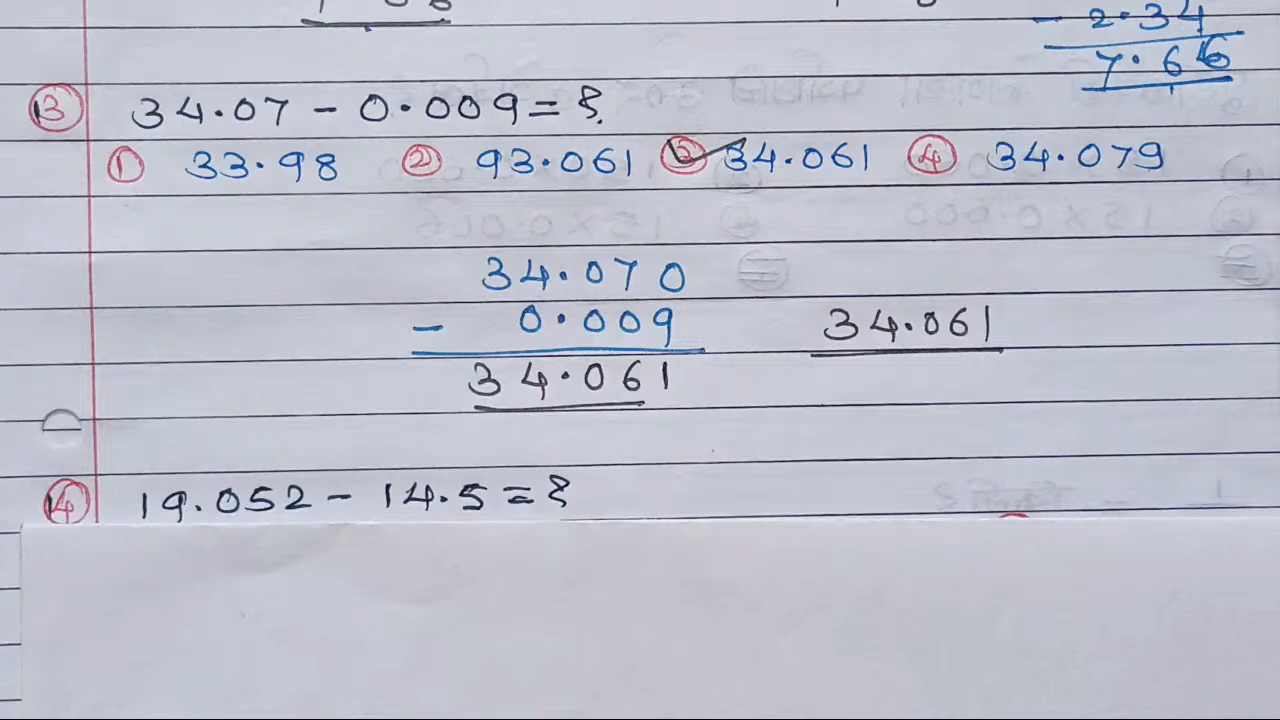 - 2.34
7.66
13 34.07 - 0.009 = ?
1 33.98 2 93.061 3 34.061 4 34.079
34.070
- 0.009 34.061
34.061
14 19.052 - 14.5 = ?